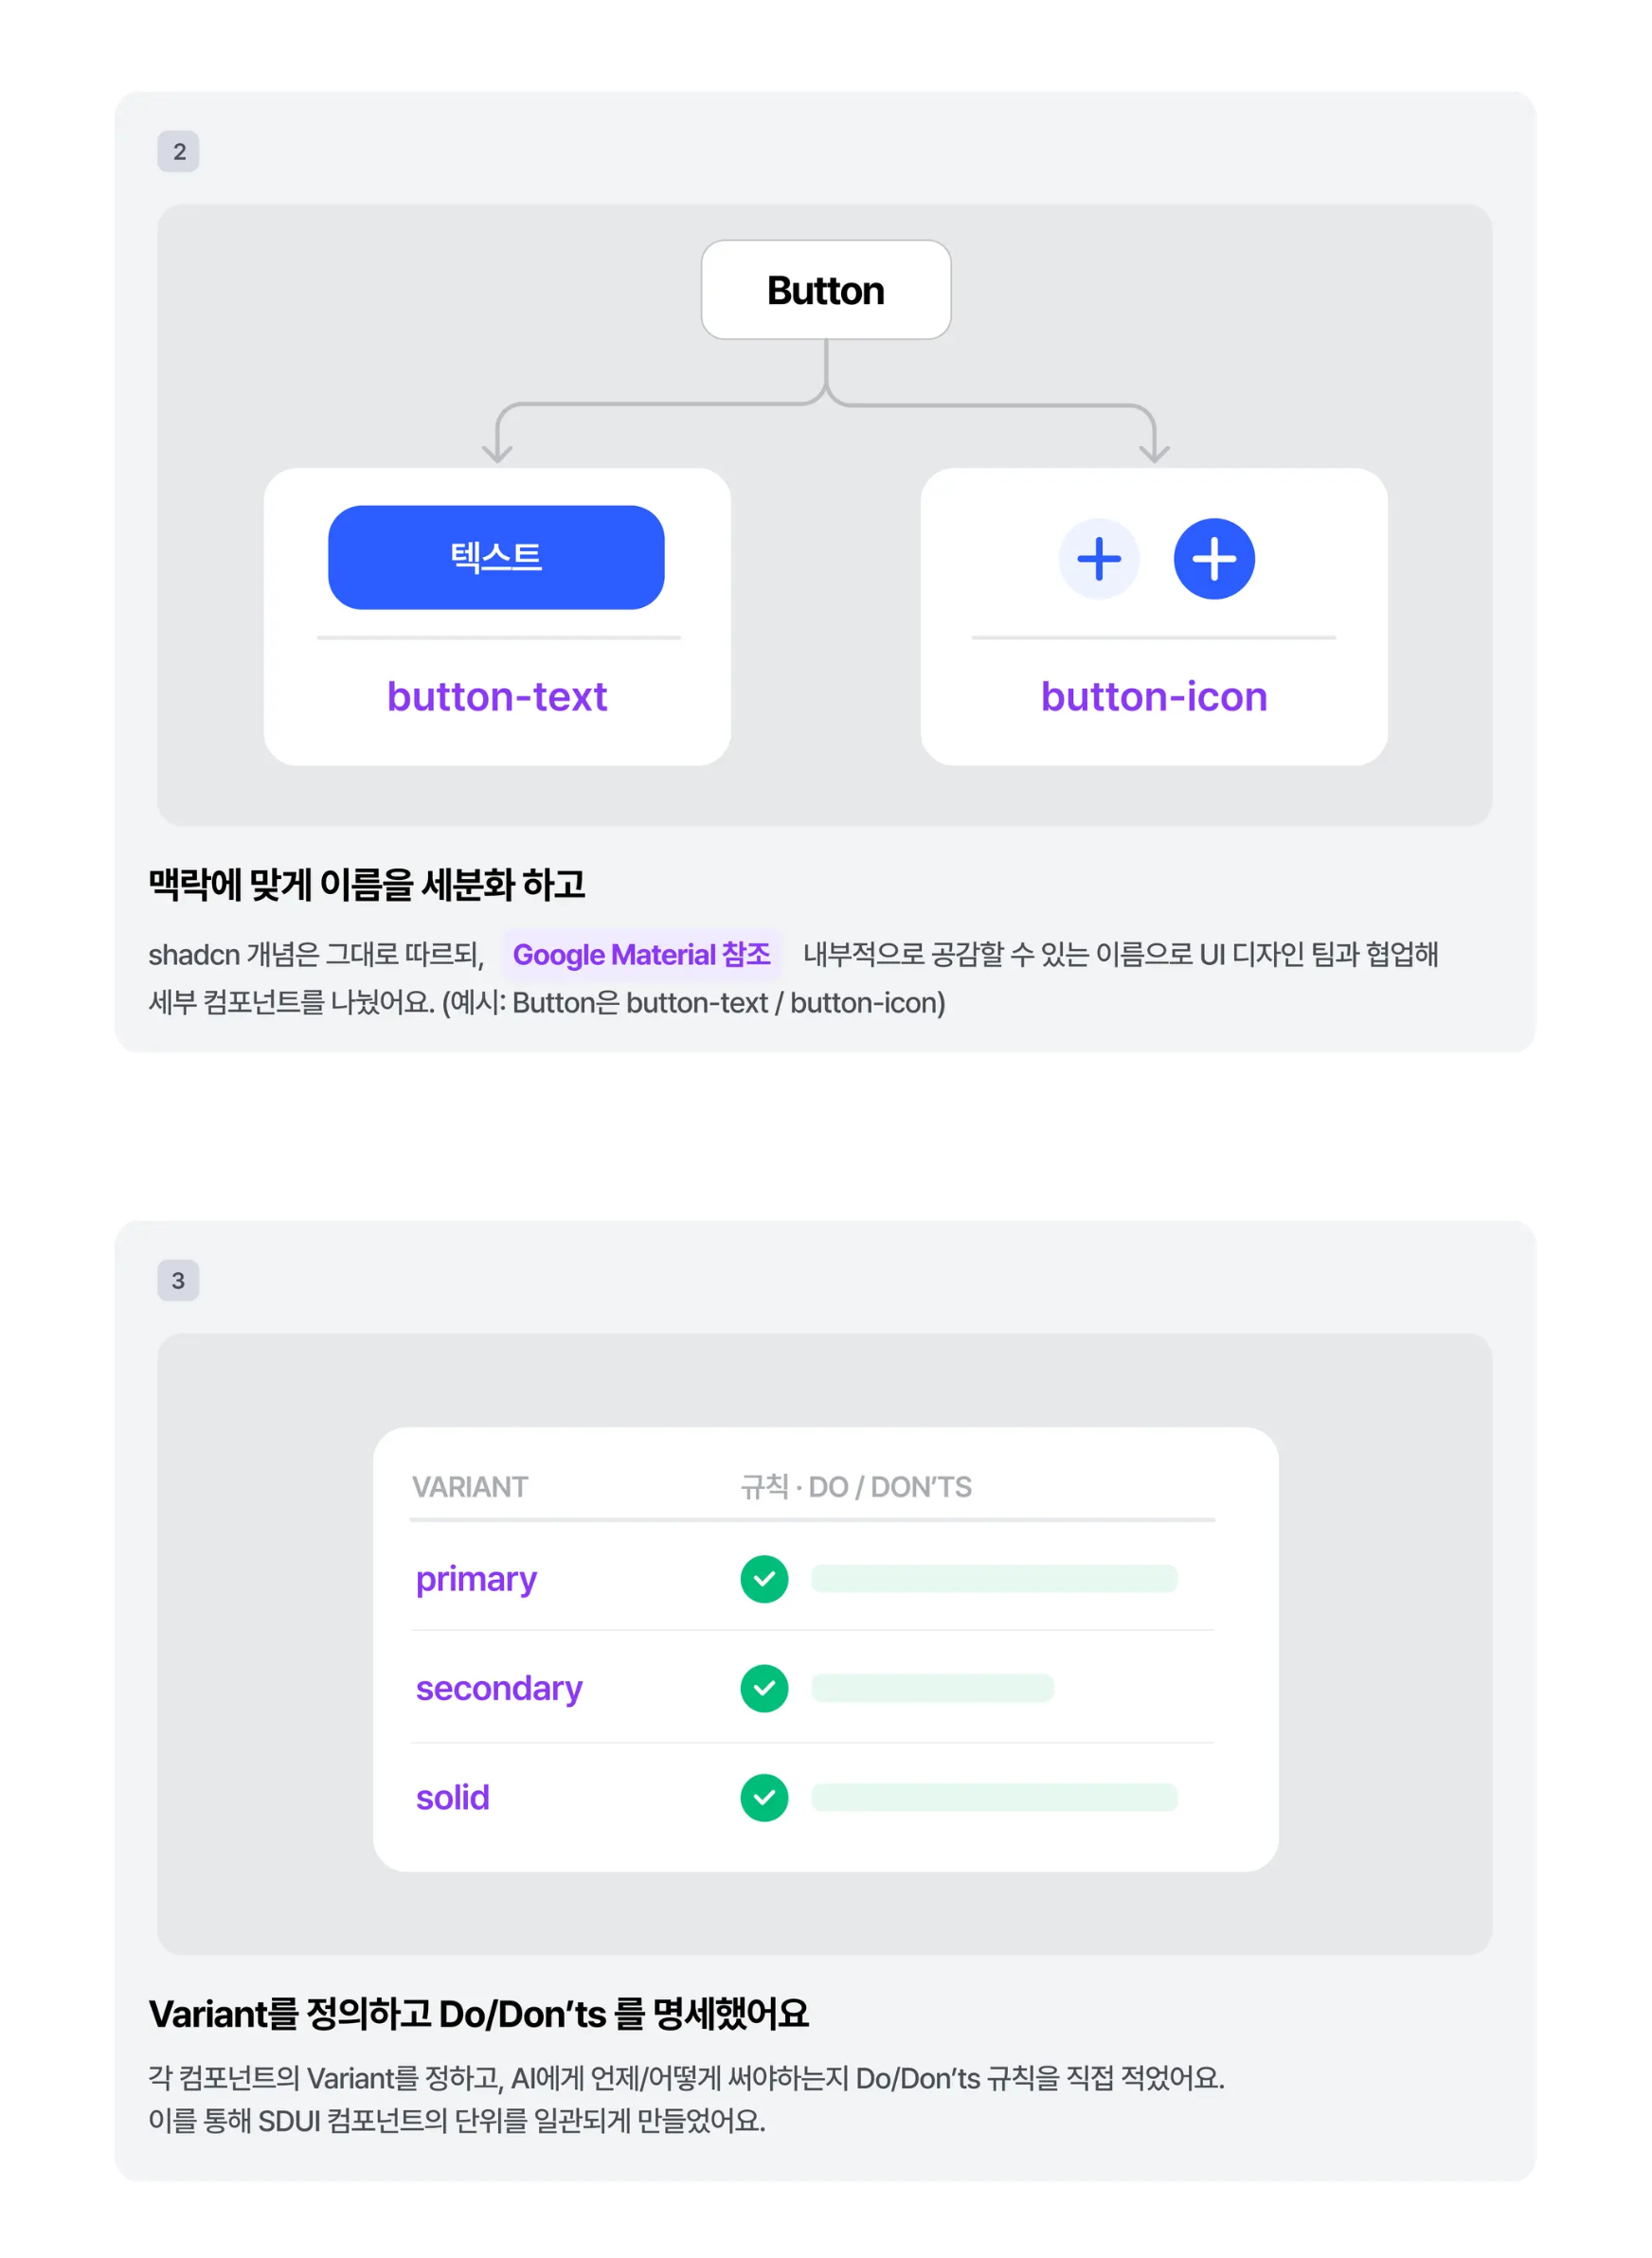 2
Button
텍스트
button-text
button-icon
맥락에 맞게 이름을 세분화 하고
shadcn 개념은 그대로 따르되, Google Material 참조 내부적으로 공감할 수 있는 이름으로 UI 디자인 팀과 협업해
세부 컴포넌트를 나눴어요. (예시: Button은 button-text / button-icon)
3
VARIANT 규칙 · DO / DON’TS
primary
secondary
solid
Variant를 정의하고 Do/Don’ts 를 명세했어요
각 컴포넌트의 Variant를 정하고, AI에게 언제/어떻게 써야하는지 Do/Don’ts 규칙을 직접 적었어요.
이를 통해 SDUI 컴포넌트의 단위를 일관되게 만들었어요.